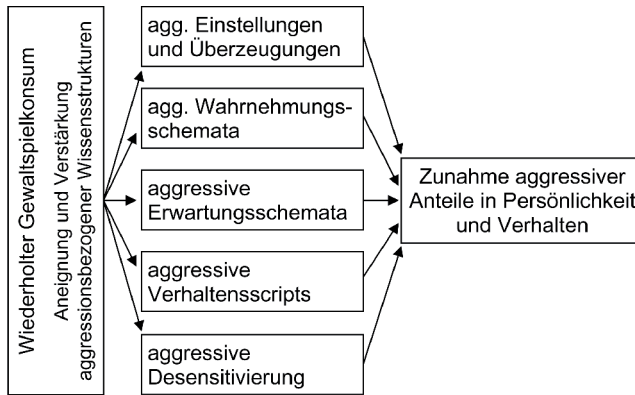 Wiederholter Gewaltspielkonsum
Aneignung und Verstärkung
aggressionsbezogener Wissensstrukturen
agg. Einstellungen
und Überzeugungen
agg. Wahrnehmungs-
schemata
aggressive
Erwartungsschemata
aggressive
Verhaltensscripts
aggressive
Desensitivierung
Zunahme aggressiver
Anteile in Persönlichkeit
und Verhalten